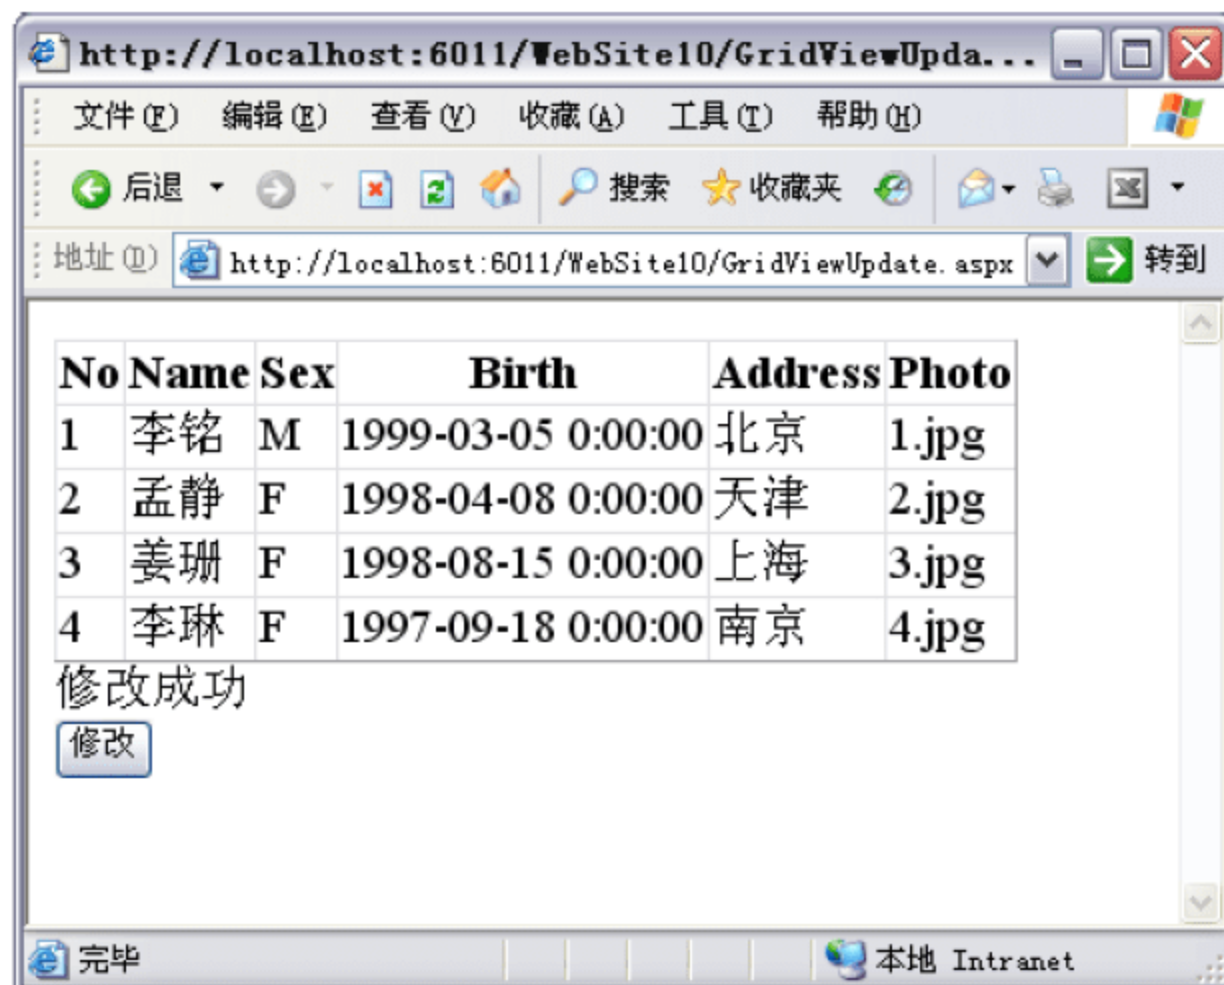 http://localhost:6011/WebSite10/GridViewUpda...
文件(F) 编辑(E) 查看(V) 收藏(A) 工具(T) 帮助(H)
后退 搜索 收藏夹
地址(D) http://localhost:6011/WebSite10/GridViewUpdate.aspx 转到
No Name Sex Birth Address Photo
1 李铭 M 1999-03-05 0:00:00 北京 1.jpg
2 孟静 F 1998-04-08 0:00:00 天津 2.jpg
3 姜珊 F 1998-08-15 0:00:00 上海 3.jpg
4 李琳 F 1997-09-18 0:00:00 南京 4.jpg
修改成功
修改
完毕 本地 Intranet